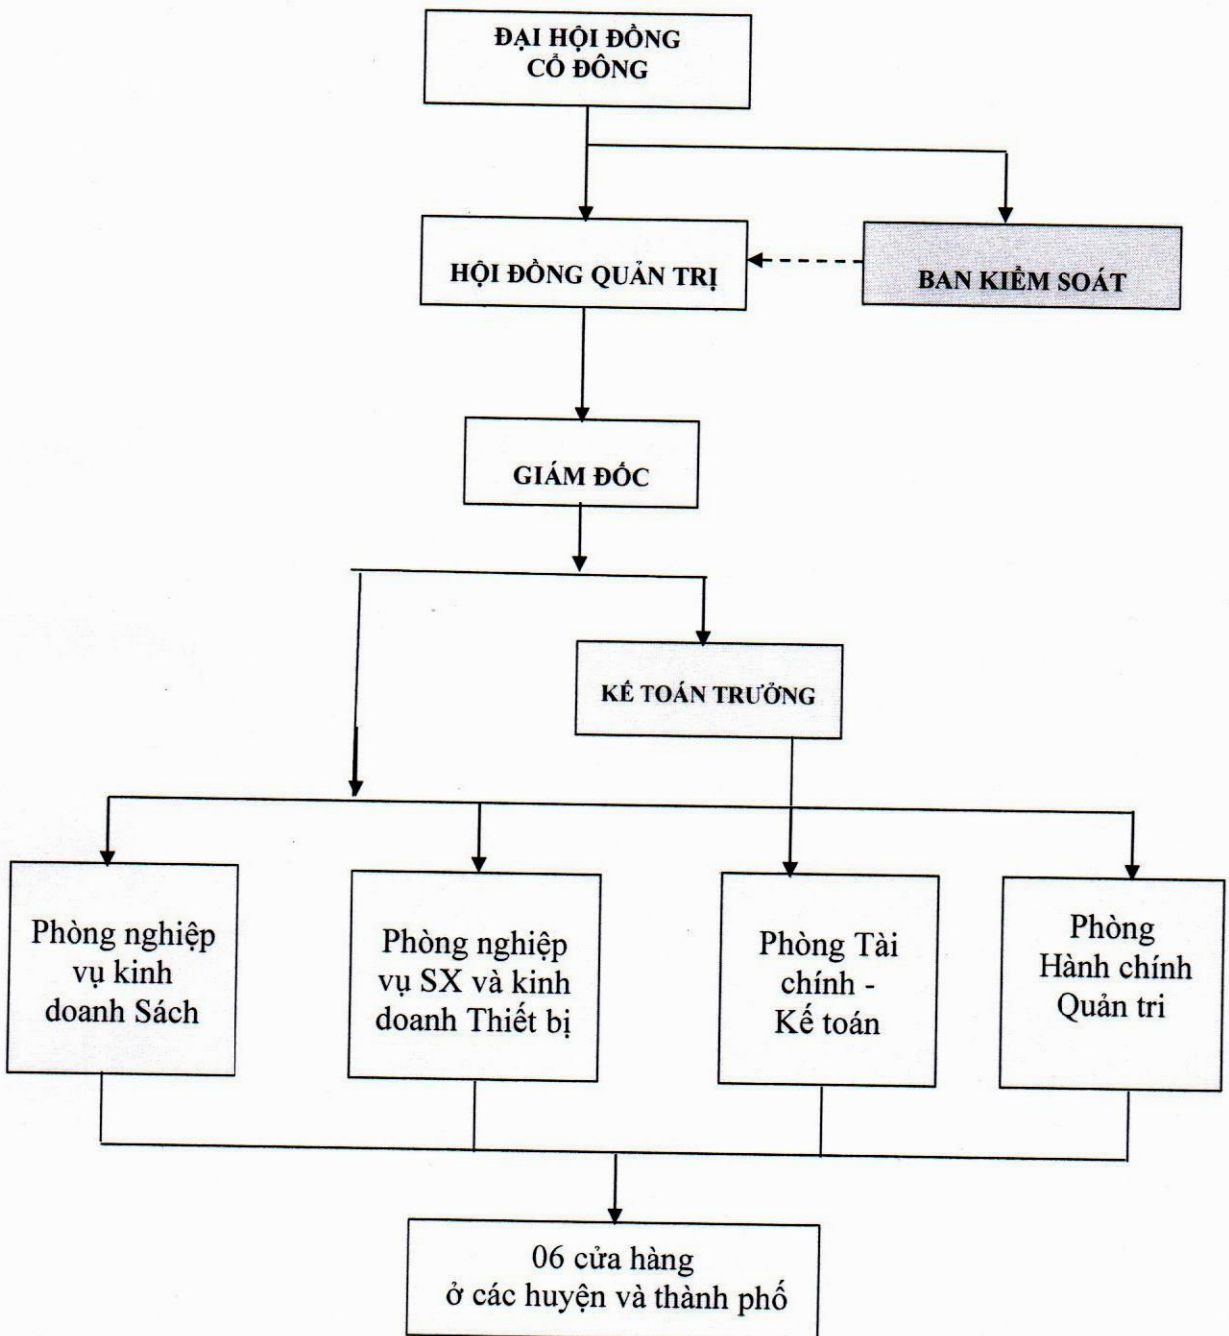 ĐẠI HỘI ĐỒNG
CỔ ĐÔNG
HỘI ĐỒNG QUẢN TRỊ
BAN KIỂM SOÁT
GIÁM ĐỐC
KẾ TOÁN TRƯỞNG
Phòng nghiệp
vụ kinh
doanh Sách
Phòng nghiệp
vụ SX và kinh
doanh Thiết bị
Phòng Tài
chính -
Kế toán
Phòng
Hành chính
Quản tri
06 cửa hàng
ở các huyện và thành phố